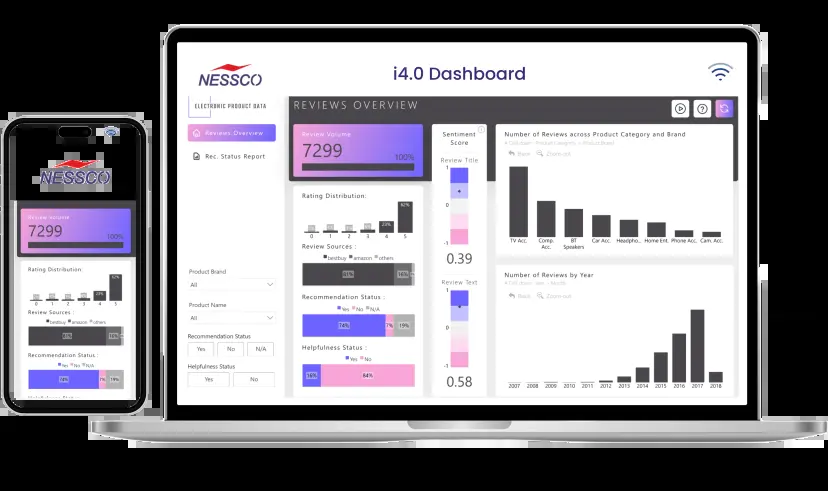 NESSCO
i4.0 Dashboard
ELECTRONIC PRODUCT DATA
Reviews Overview
Rec. Status Report
Product Brand
All
Product Name
All
Recommendation Status
Yes No N/A
Helpfulness Status
Yes No
REVIEWS OVERVIEW
Review Volume
7299
100%
Rating Distribution:
23% 62%
0 1 2 3 4 5
Review Sources :
bestbuy amazon others
Recommendation Status :
Yes No N/A
74% 7% 19%
Helpfulness Status :
Yes No
16% 84%
Sentiment
Score
Review Title
1
0
-1
0.39
Review Text
1
0
-1
0.58
Number of Reviews across Product Category and Brand
Back Zoom-out
TV Acc. Comp. Acc. BT Speakers Car Acc. Headpho... Home Ent. Phone Acc. Cam. Acc.
Number of Reviews by Year
Back Zoom-out
2007 2008 2009 2010 2011 2012 2013 2014 2015 2016 2017 2018
NESSCO
Review Volume
7299
100%
Rating Distribution:
0 1 2 3 4 5
Review Sources :
bestbuy amazon others
Recommendation Status :
Yes No N/A
74% 7% 19%